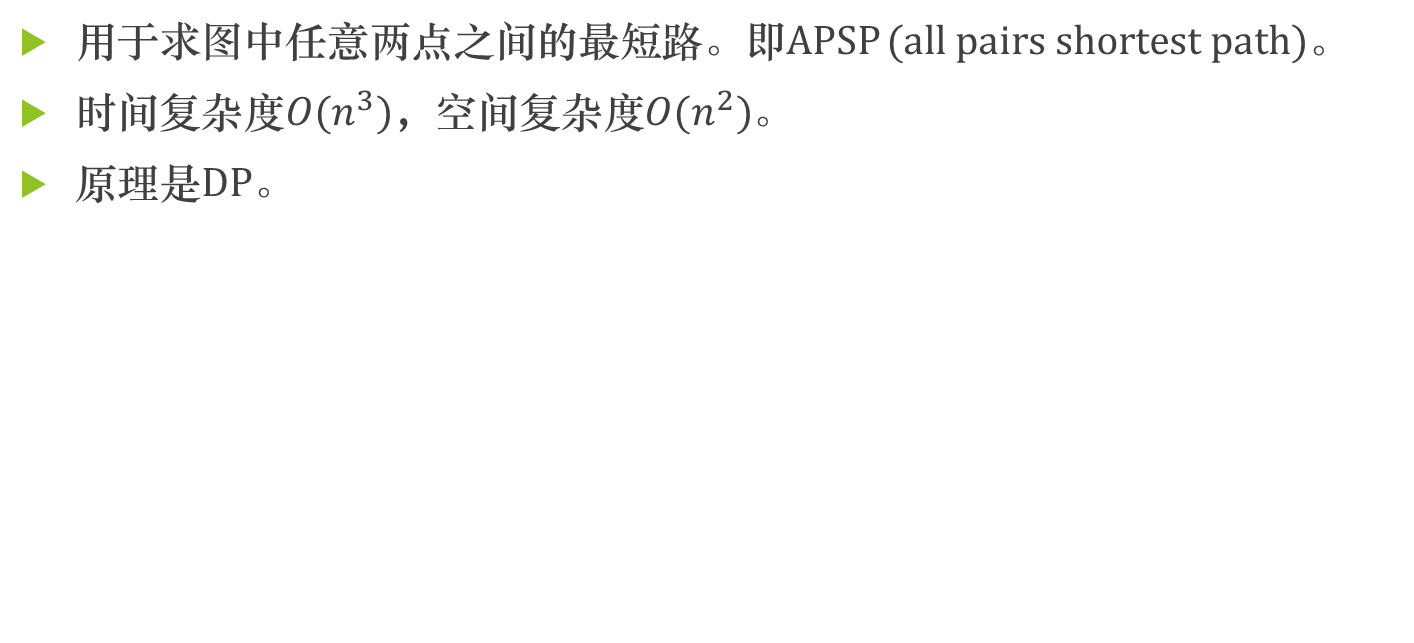 用于求图中任意两点之间的最短路。即APSP (all pairs shortest path)。
时间复杂度O(n³)，空间复杂度O(n²)。
原理是DP。